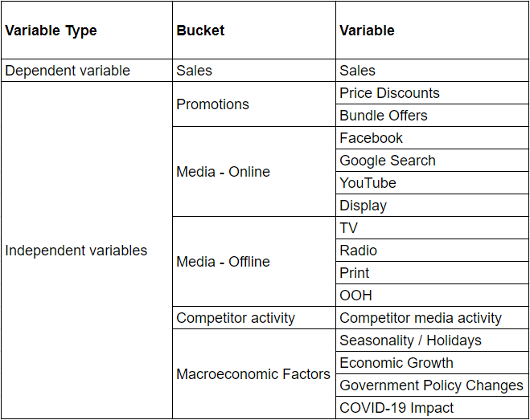 Variable Type Bucket Variable
Dependent variable Sales Sales
Independent variables
Promotions
Price Discounts
Bundle Offers
Media - Online
Facebook
Google Search
YouTube
Display
Media - Offline
TV
Radio
Print
OOH
Competitor activity Competitor media activity
Macroeconomic Factors
Seasonality / Holidays
Economic Growth
Government Policy Changes
COVID-19 Impact